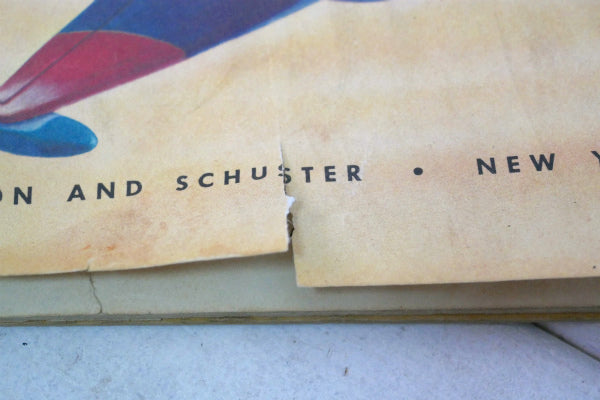 ON AND SCHUSTER • NEW Y